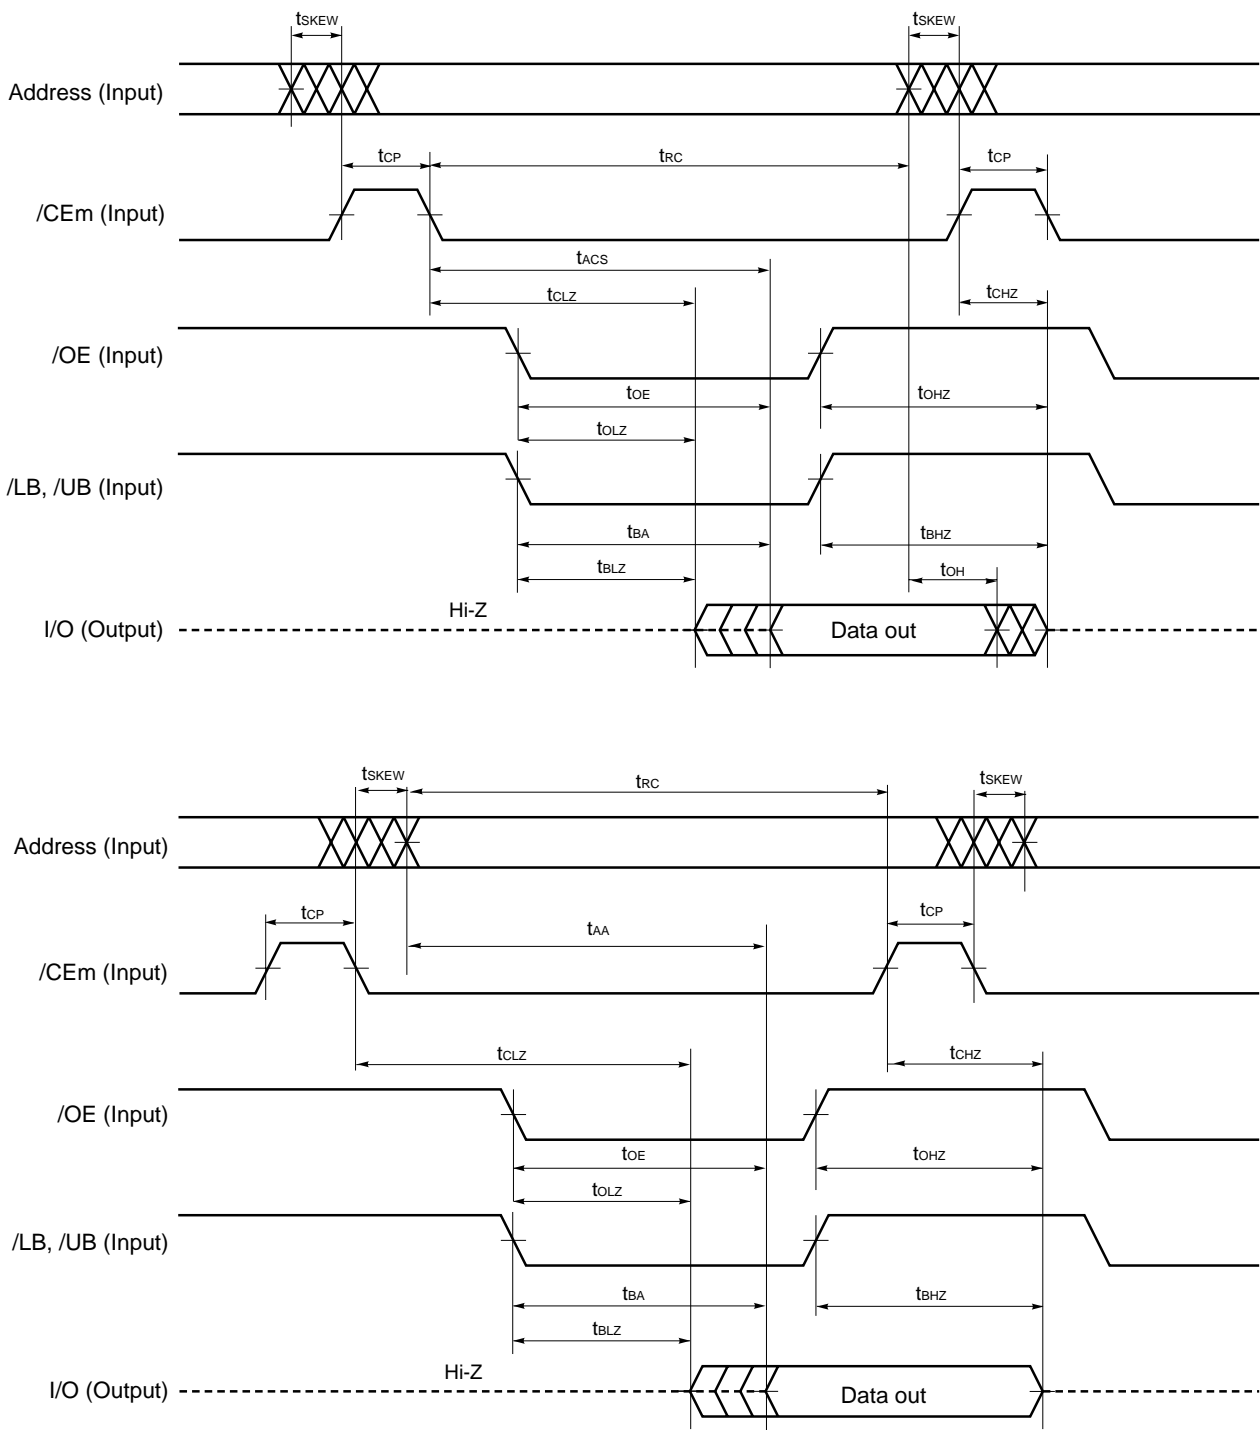 tSKEW tSKEW
Address (Input)
tCP tRC tCP
/CEm (Input)
tACS
tCLZ tCHZ
/OE (Input)
tOE tOHZ
tOLZ
/LB, /UB (Input)
tBA tBHZ
tBLZ tOH
Hi-Z
I/O (Output) Data out
tSKEW tRC tSKEW
Address (Input)
tCP tAA tCP
/CEm (Input)
tCLZ tCHZ
/OE (Input)
tOE tOHZ
tOLZ
/LB, /UB (Input)
tBA tBHZ
tBLZ
Hi-Z
I/O (Output) Data out